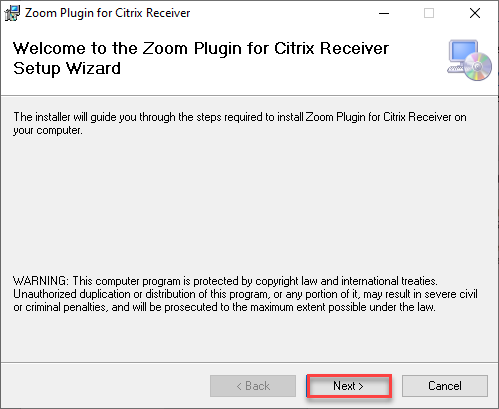 Zoom Plugin for Citrix Receiver
Welcome to the Zoom Plugin for Citrix Receiver
Setup Wizard
The installer will guide you through the steps required to install Zoom Plugin for Citrix Receiver on
your computer.
WARNING: This computer program is protected by copyright law and international treaties.
Unauthorized duplication or distribution of this program, or any portion of it, may result in severe civil
or criminal penalties, and will be prosecuted to the maximum extent possible under the law.
< Back
Next >
Cancel